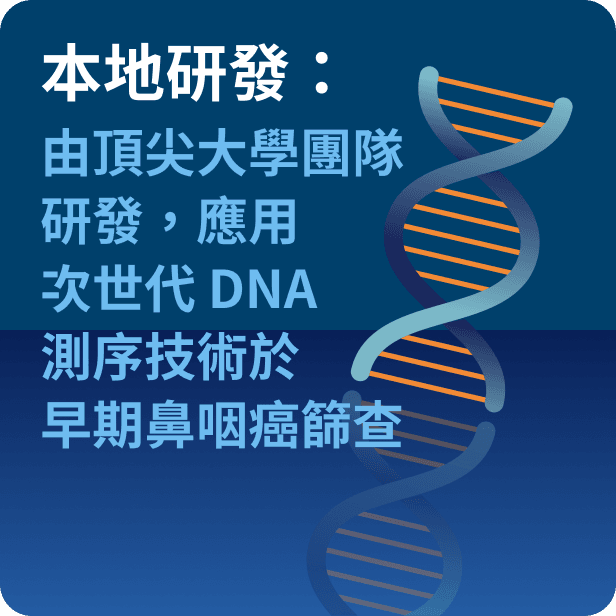 本地研發：
由頂尖大學團隊
研發，應用
次世代 DNA
測序技術於
早期鼻咽癌篩查